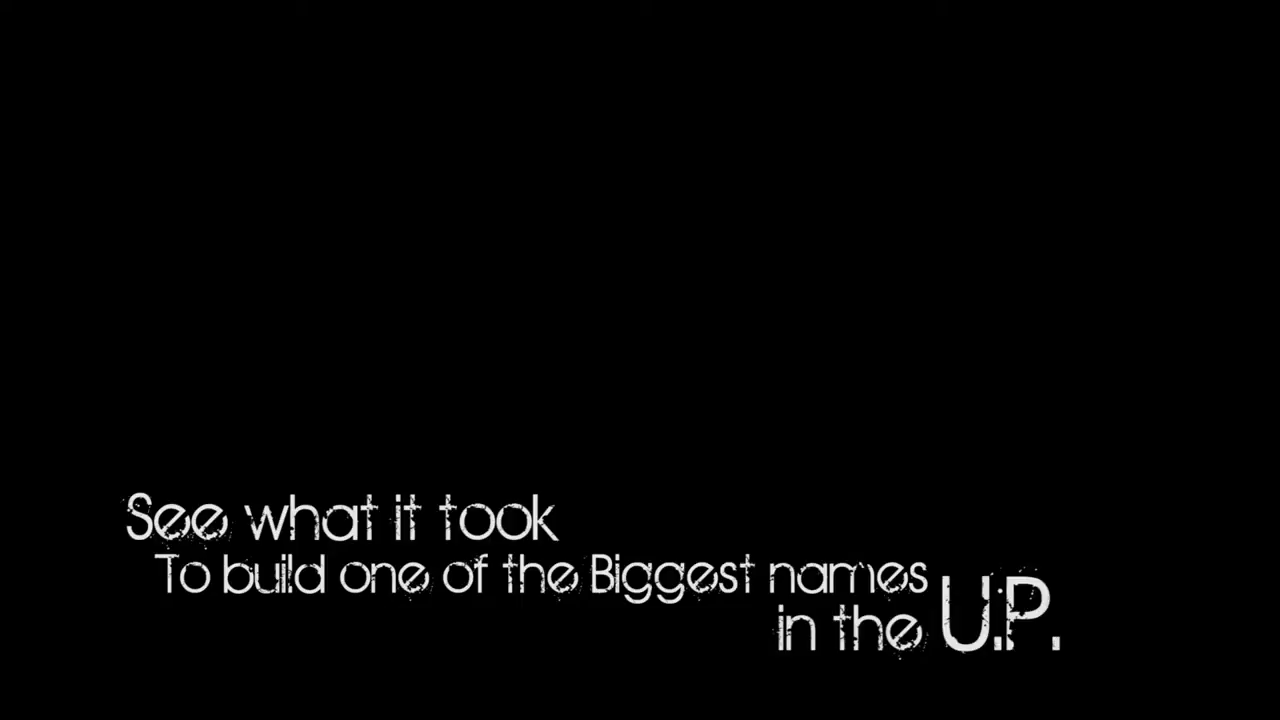 See what it took
To build one of the Biggest names
in the U.P.